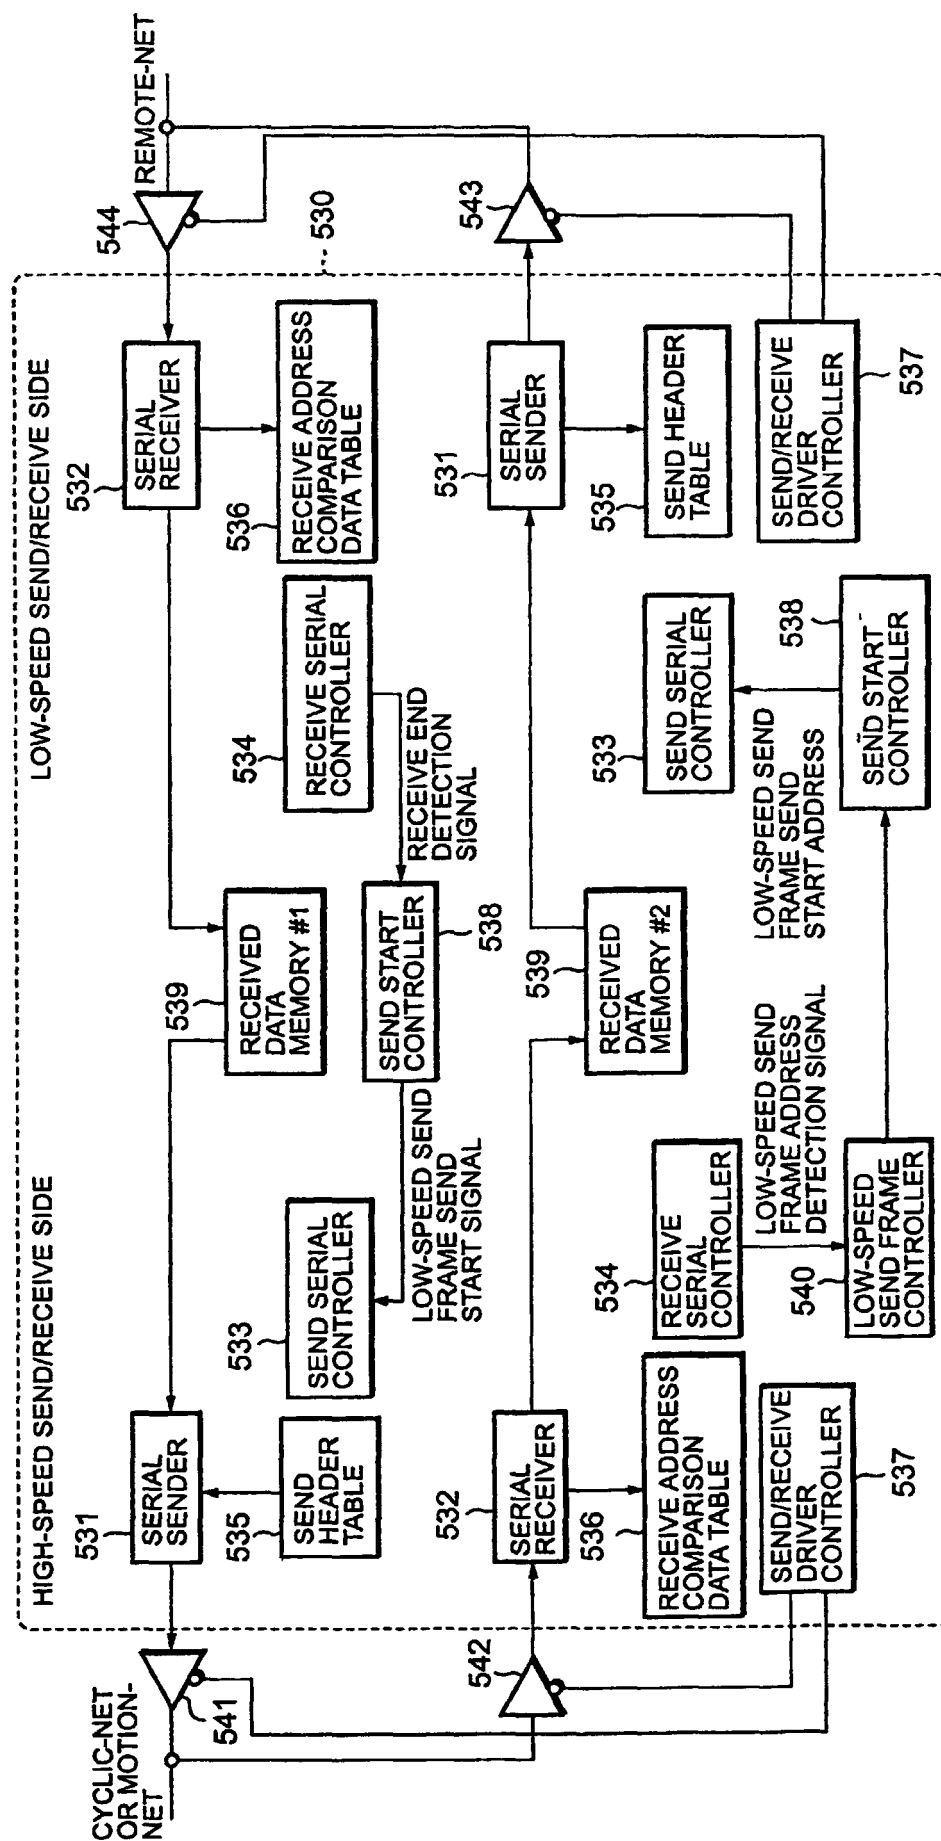 HIGH-SPEED SEND/RECEIVE SIDE
LOW-SPEED SEND/RECEIVE SIDE
530
CYCLIC-NET
OR MOTION-
NET
541
531
SERIAL
SENDER
539
RECEIVED
DATA
MEMORY #1
532
SERIAL
RECEIVER
544
REMOTE-NET
535
SEND
HEADER
TABLE
533
SEND SERIAL
CONTROLLER
LOW-SPEED SEND
FRAME SEND
START SIGNAL
SEND START
CONTROLLER
538
RECEIVE END
DETECTION
SIGNAL
534
RECEIVE SERIAL
CONTROLLER
536
RECEIVE ADDRESS
COMPARISON
DATA TABLE
542
532
SERIAL
RECEIVER
539
RECEIVED
DATA
MEMORY #2
531
SERIAL
SENDER
543
536
RECEIVE ADDRESS
COMPARISON
DATA TABLE
534
RECEIVE
SERIAL
CONTROLLER
LOW-SPEED SEND
FRAME ADDRESS
DETECTION SIGNAL
LOW-SPEED SEND
FRAME SEND
START ADDRESS
533
SEND SERIAL
CONTROLLER
535
SEND HEADER
TABLE
SEND/RECEIVE
DRIVER
CONTROLLER
537
540
LOW-SPEED
SEND FRAME
CONTROLLER
SEND START
CONTROLLER
538
SEND/RECEIVE
DRIVER
CONTROLLER
537